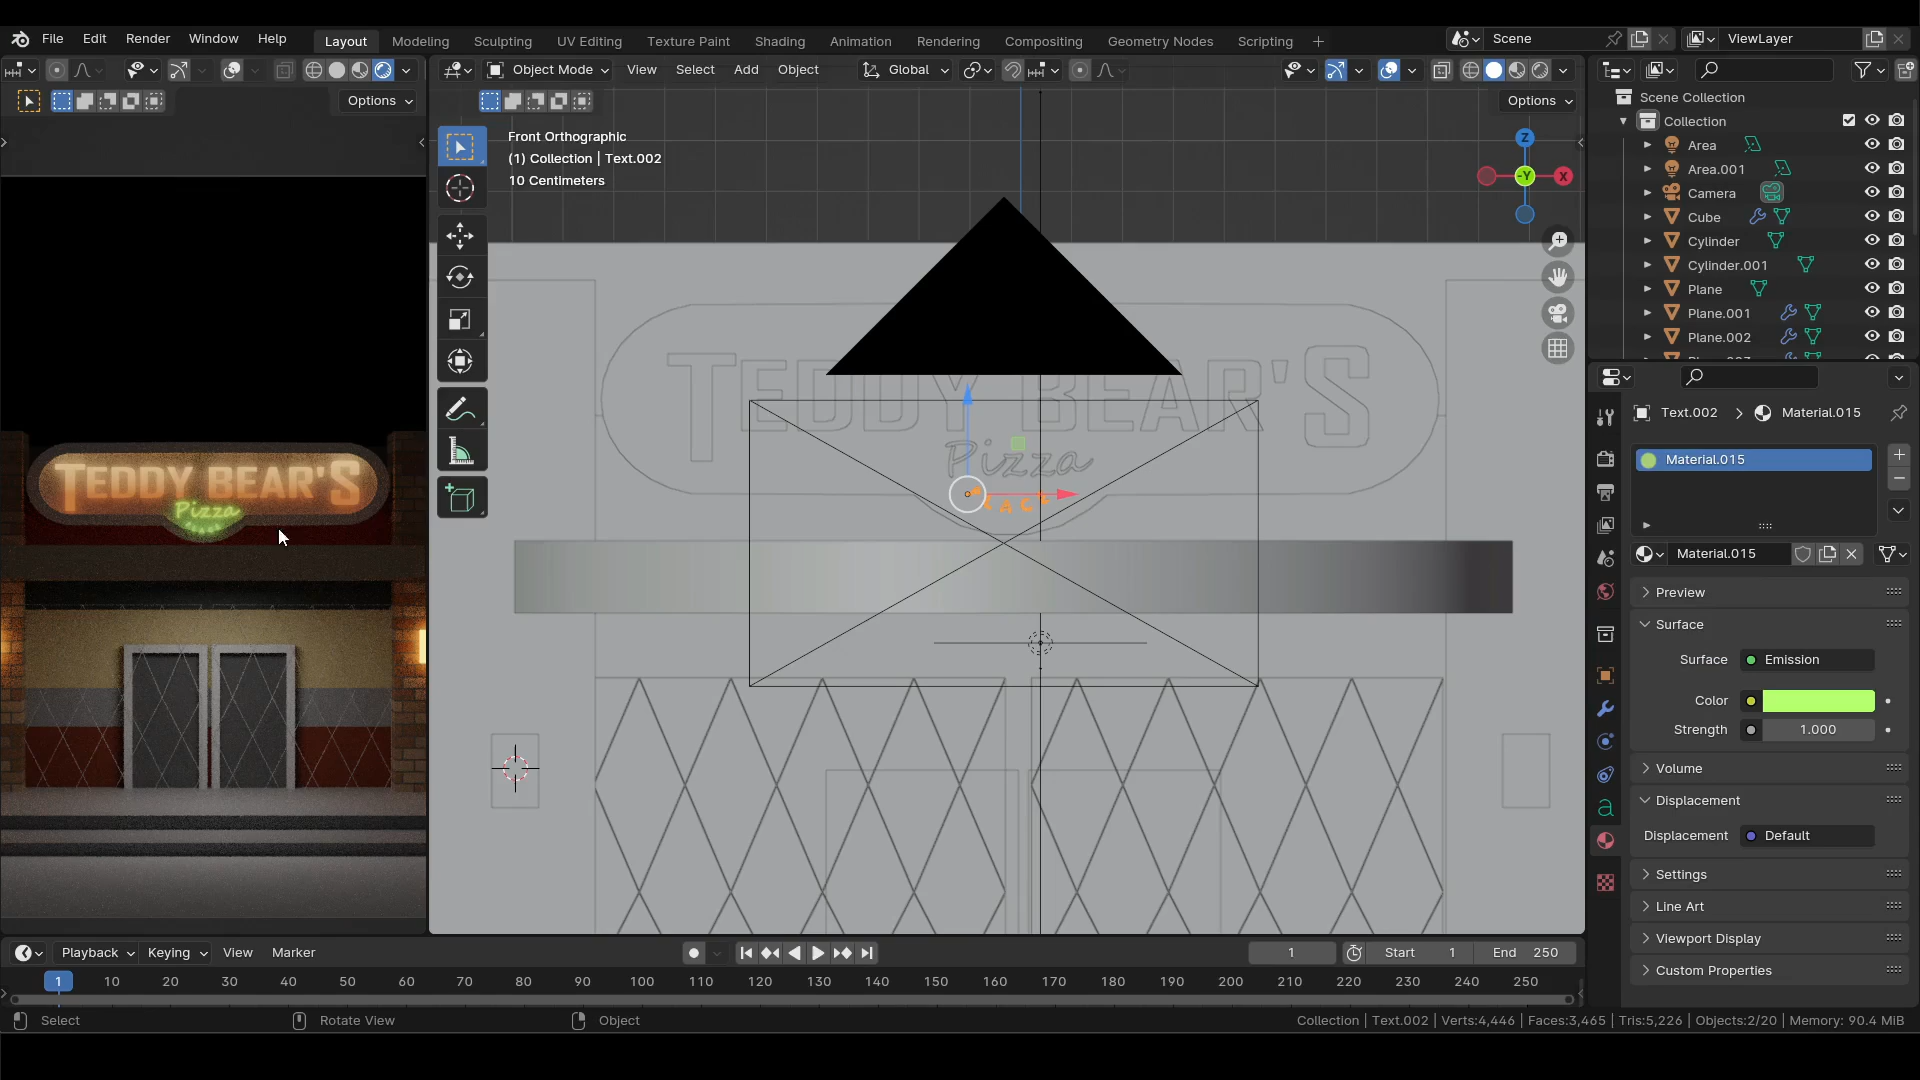 File Edit Render Window Help
Layout Modeling Sculpting UV Editing Texture Paint Shading Animation Rendering Compositing Geometry Nodes Scripting
Scene
ViewLayer
Object Mode View Select Add Object
Global
Options
Options
Front Orthographic
(1) Collection | Text.002
10 Centimeters
Z
-Y
X
TEDDY BEAR'S
Pizza
TEDDY BEAR'S
Pizza
Scene Collection
Collection
Area
Area.001
Camera
Cube
Cylinder
Cylinder.001
Plane
Plane.001
Plane.002
Text.002 > Material.015
Material.015
Material.015
Preview
Surface
Surface Emission
Color
Strength 1.000
Volume
Displacement
Displacement Default
Settings
Line Art
Viewport Display
Custom Properties
Playback Keying View Marker
1 Start 1 End 250
1 10 20 30 40 50 60 70 80 90 100 110 120 130 140 150 160 170 180 190 200 210 220 230 240 250
Select Rotate View Object
Collection | Text.002 | Verts:4,446 | Faces:3,465 | Tris:5,226 | Objects:2/20 | Memory: 90.4 MiB